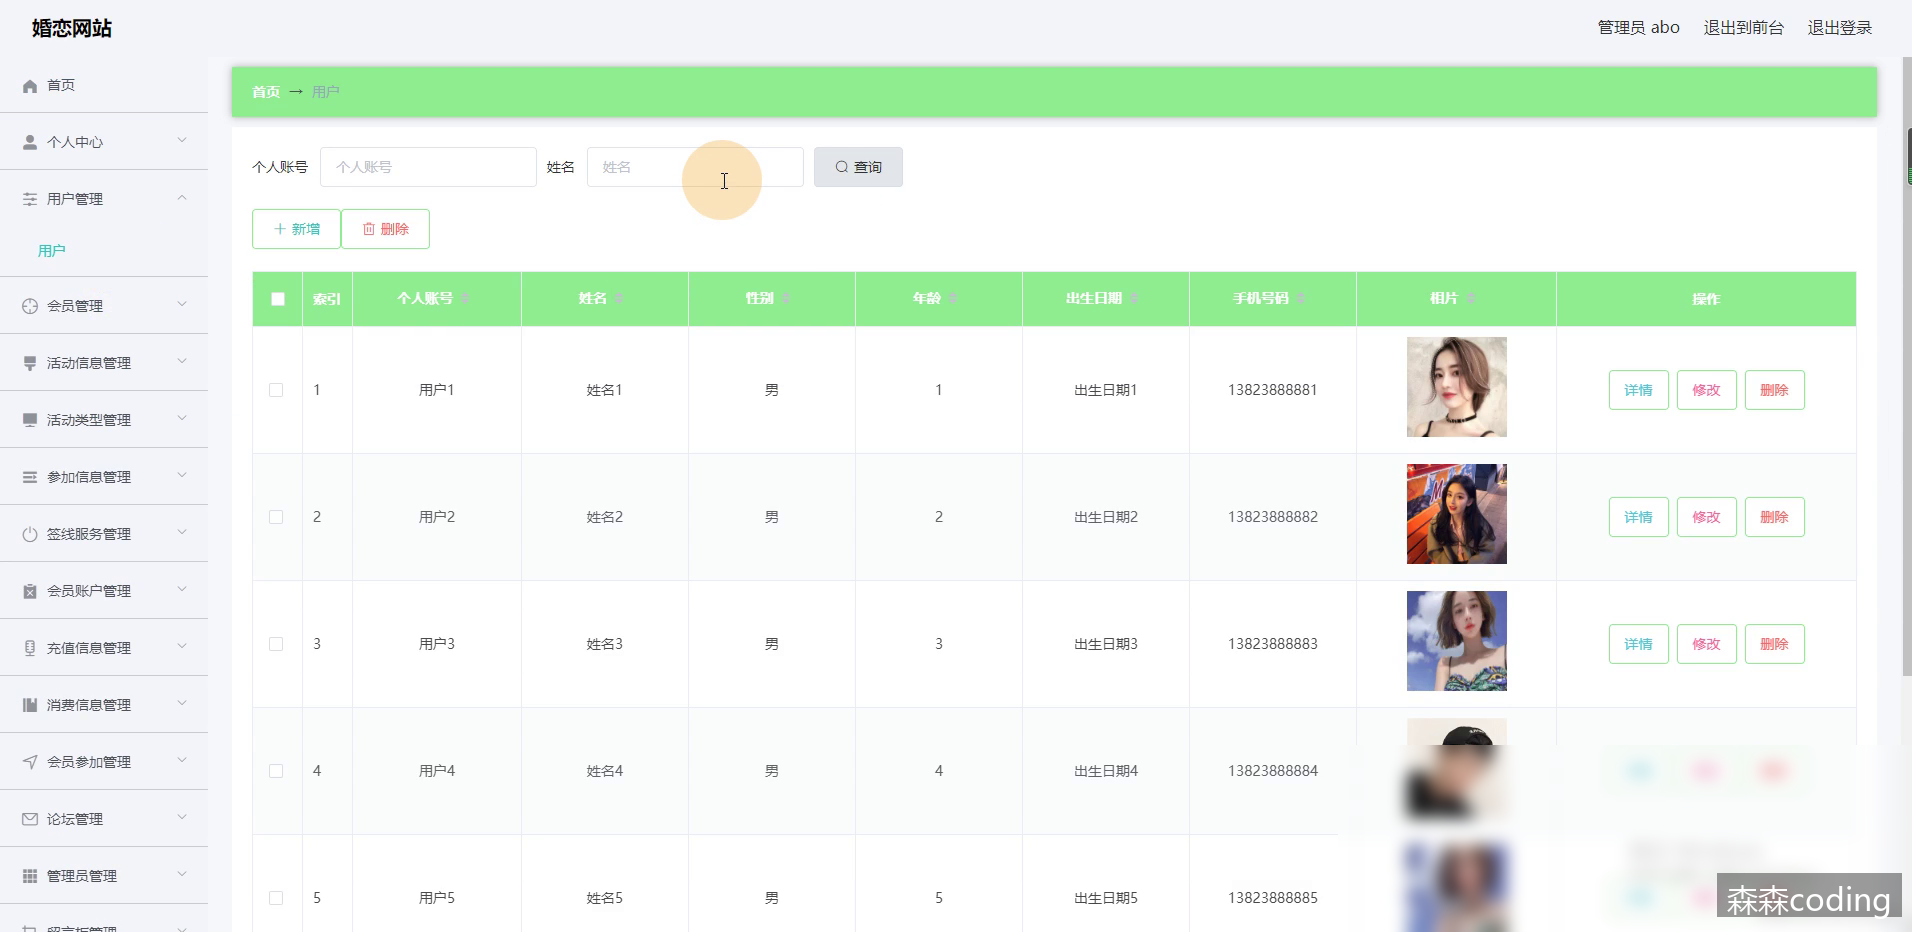 婚恋网站
管理员 abo 退出到前台 退出登录
首页
个人中心
用户管理
用户
会员管理
活动信息管理
活动类型管理
参加信息管理
签线服务管理
会员账户管理
充值信息管理
消费信息管理
会员参加管理
论坛管理
管理员管理
留言板管理
首页 → 用户
个人账号 个人账号 姓名 姓名 查询
新增 删除
索引 个人账号 姓名 性别 年龄 出生日期 手机号码 相片 操作
1 用户1 姓名1 男 1 出生日期1 13823888881 详情 修改 删除
2 用户2 姓名2 男 2 出生日期2 13823888882 详情 修改 删除
3 用户3 姓名3 男 3 出生日期3 13823888883 详情 修改 删除
4 用户4 姓名4 男 4 出生日期4 13823888884
5 用户5 姓名5 男 5 出生日期5 13823888885
森森coding